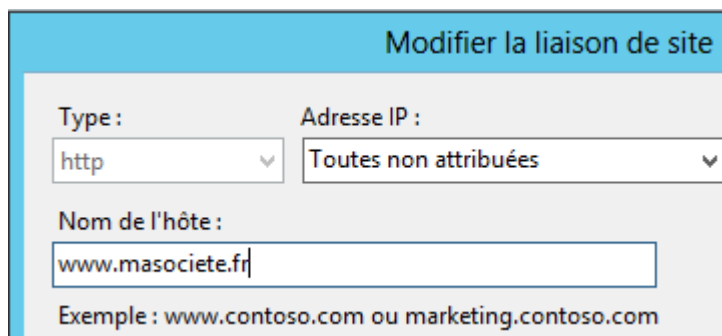 Modifier la liaison de site
Type : Adresse IP :
http Toutes non attribuées
Nom de l'hôte :
www.masociete.fr
Exemple : www.contoso.com ou marketing.contoso.com